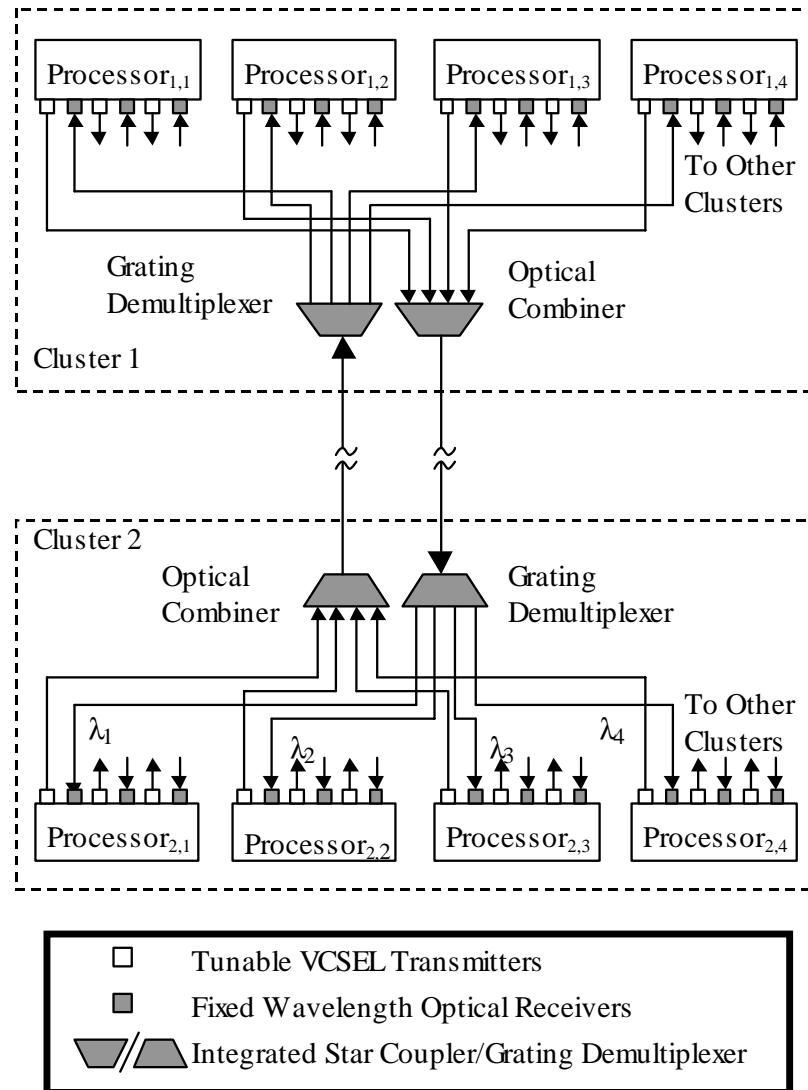 Processor1,1
Processor1,2
Processor1,3
Processor1,4
To Other
Clusters
Grating
Demultiplexer
Optical
Combiner
Cluster 1
Cluster 2
Optical
Combiner
Grating
Demultiplexer
To Other
Clusters
λ1
λ2
λ3
λ4
Processor2,1
Processor2,2
Processor2,3
Processor2,4
Tunable VCSEL Transmitters
Fixed Wavelength Optical Receivers
Integrated Star Coupler/Grating Demultiplexer